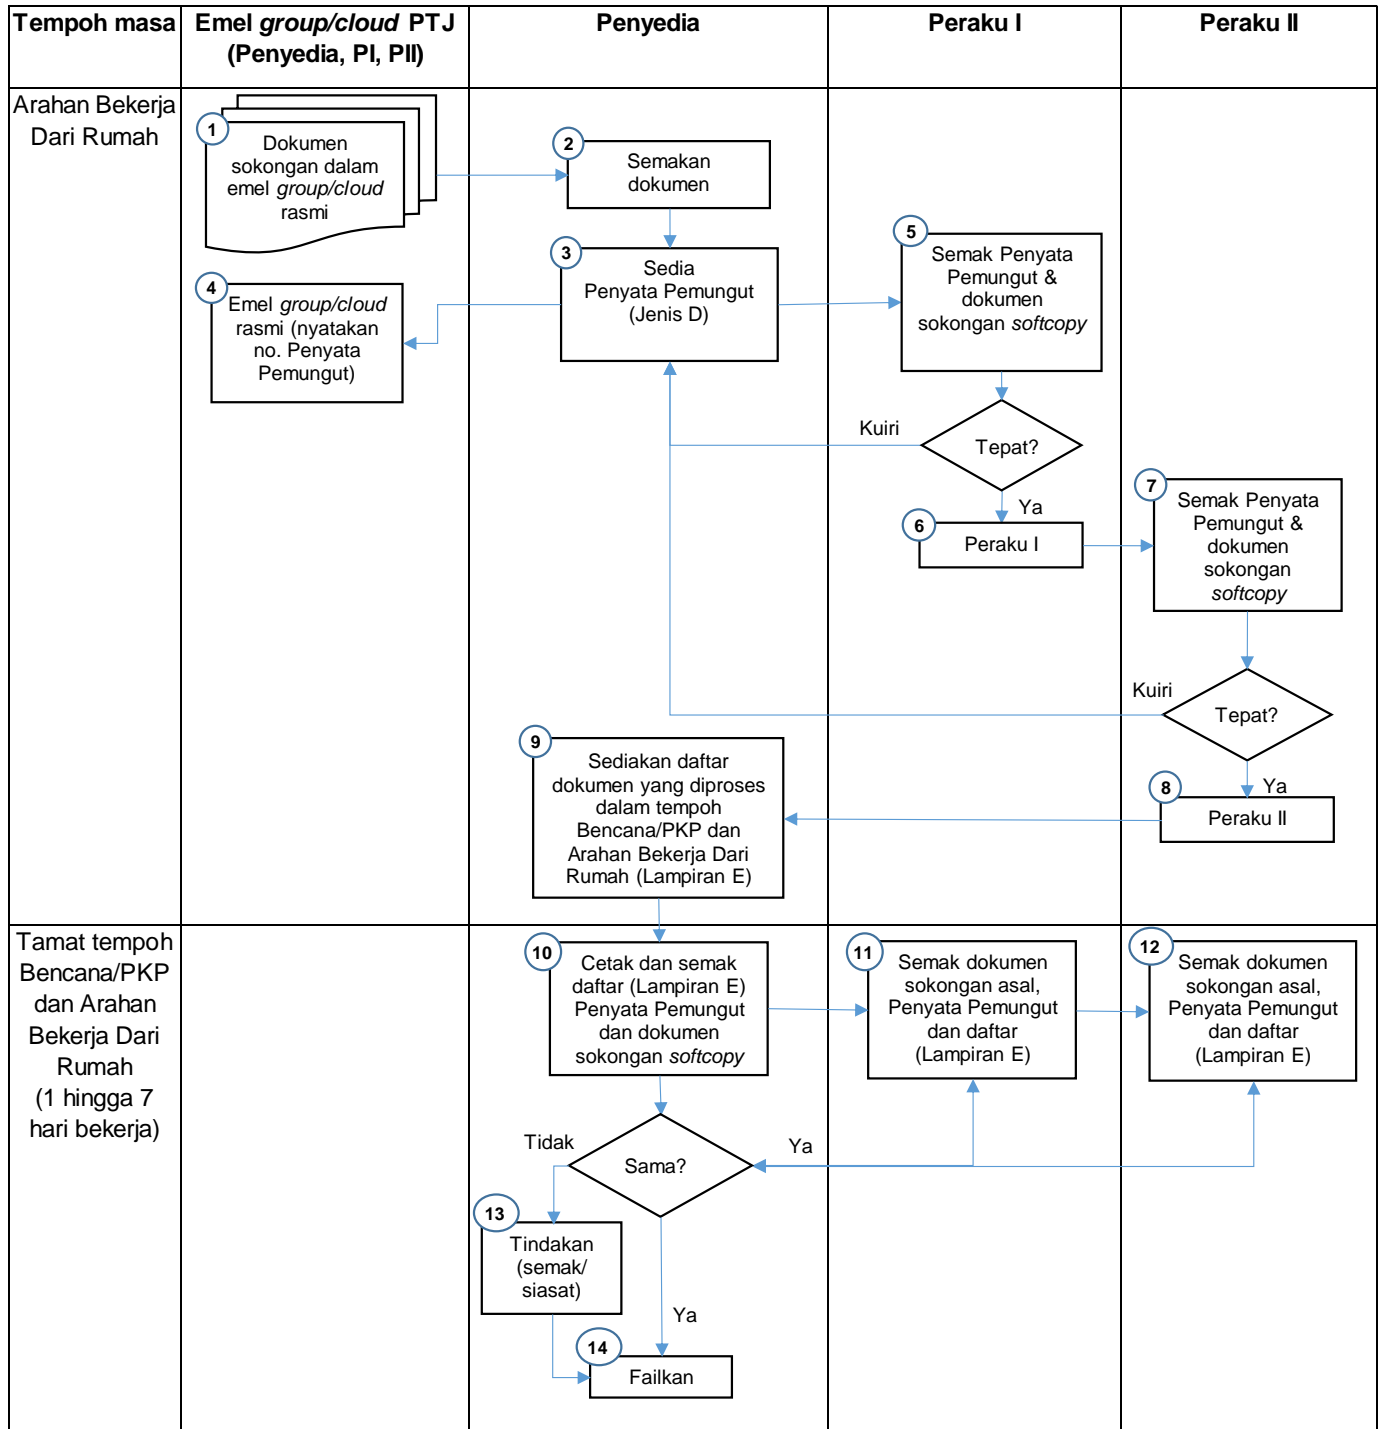 Tempoh masa
Emel group/cloud PTJ
(Penyedia, PI, PII)
Penyedia
Peraku I
Peraku II
Arahan Bekerja
Dari Rumah
1
Dokumen
sokongan dalam
emel group/cloud
rasmi
2
Semakan
dokumen
3
Sedia
Penyata Pemungut
(Jenis D)
4
Emel group/cloud
rasmi (nyatakan
no. Penyata
Pemungut)
5
Semak Penyata
Pemungut &
dokumen
sokongan softcopy
Kuiri
Tepat?
Ya
6
Peraku I
7
Semak Penyata
Pemungut &
dokumen
sokongan
softcopy
Kuiri
Tepat?
Ya
8
Peraku II
9
Sediakan daftar
dokumen yang diproses
dalam tempoh
Bencana/PKP dan
Arahan Bekerja Dari
Rumah (Lampiran E)
Tamat tempoh
Bencana/PKP
dan Arahan
Bekerja Dari
Rumah
(1 hingga 7
hari bekerja)
10
Cetak dan semak
daftar (Lampiran E)
Penyata Pemungut
dan dokumen
sokongan softcopy
11
Semak dokumen
sokongan asal,
Penyata Pemungut
dan daftar
(Lampiran E)
12
Semak dokumen
sokongan asal,
Penyata Pemungut
dan daftar
(Lampiran E)
Tidak
Sama?
Ya
13
Tindakan
(semak/
siasat)
Ya
14
Failkan